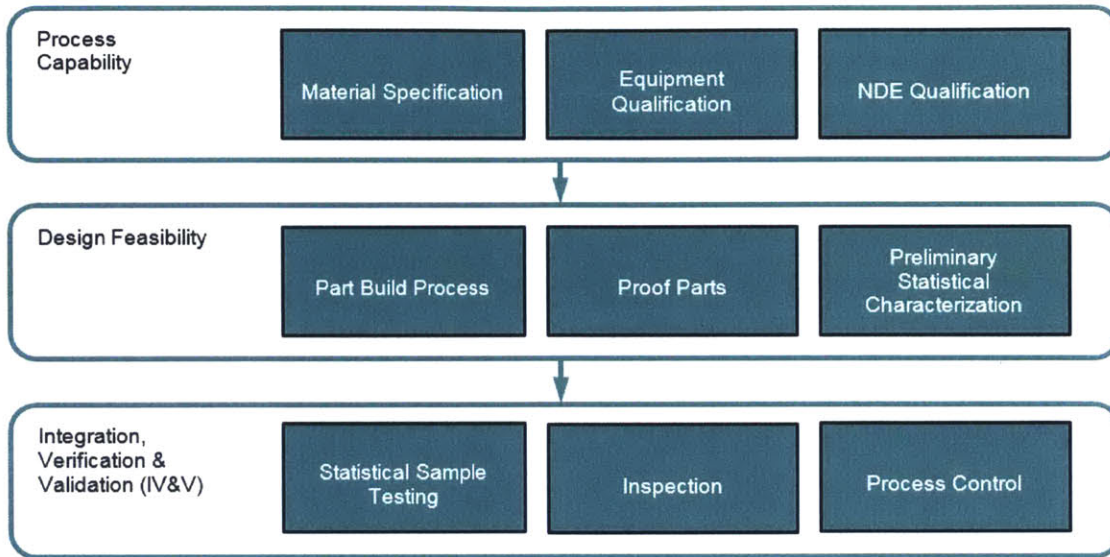 Process
Capability
Material Specification
Equipment
Qualification
NDE Qualification
Design Feasibility
Part Build Process
Proof Parts
Preliminary
Statistical
Characterization
Integration,
Verification &
Validation (IV&V)
Statistical Sample
Testing
Inspection
Process Control